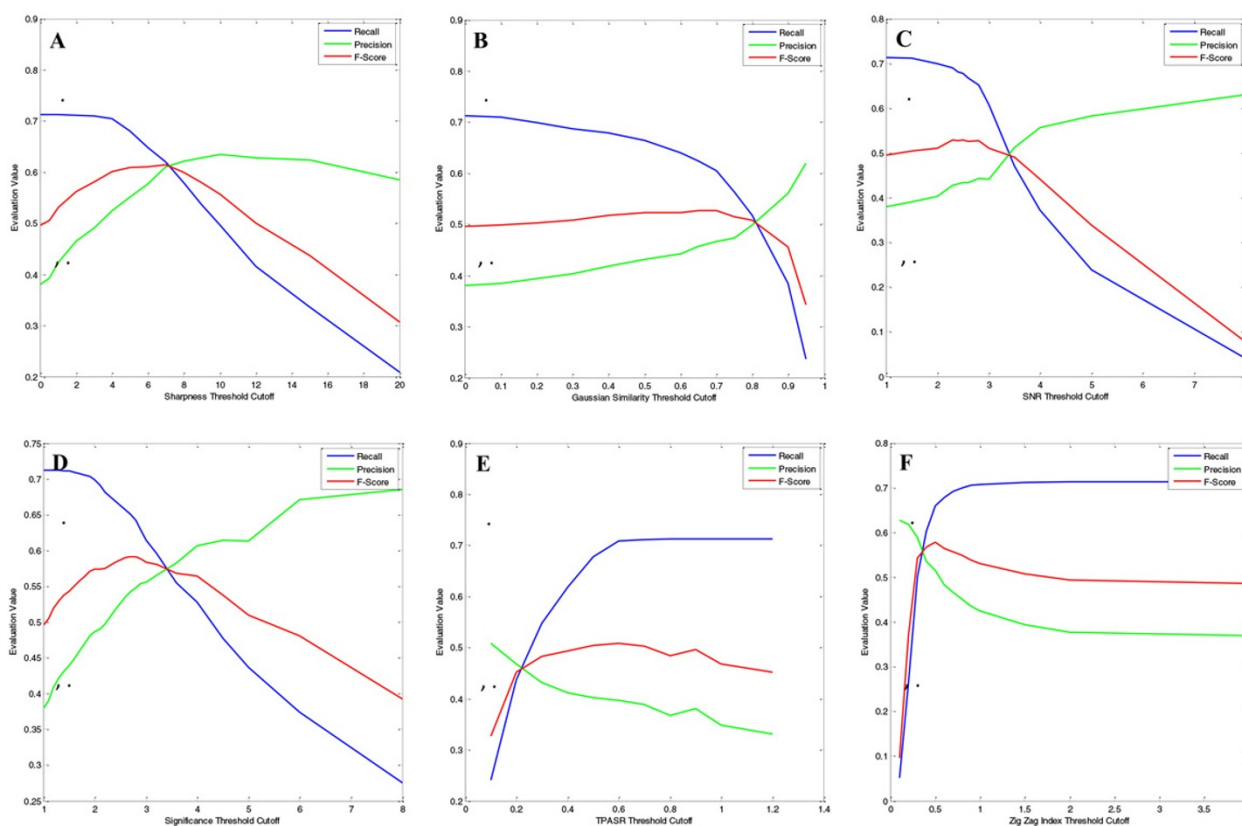 A
Recall
Precision
F-Score
Evaluation Value
0.9
0.8
0.7
0.6
0.5
0.4
0.3
0.2
0 2 4 6 8 10 12 14 16 18 20
Sharpness Threshold Cutoff
B
Recall
Precision
F-Score
Evaluation Value
0.9
0.8
0.7
0.6
0.5
0.4
0.3
0.2
0 0.1 0.2 0.3 0.4 0.5 0.6 0.7 0.8 0.9 1
Gaussian Similarity Threshold Cutoff
C
Recall
Precision
F-Score
Evaluation Value
0.8
0.7
0.6
0.5
0.4
0.3
0.2
0.1
0
1 2 3 4 5 7
SNR Threshold Cutoff
D
Recall
Precision
F-Score
Evaluation Value
0.75
0.7
0.65
0.6
0.55
0.5
0.45
0.4
0.35
0.3
0.25
1 2 3 4 5 6 7 8
Significance Threshold Cutoff
E
Recall
Precision
F-Score
Evaluation Value
0.9
0.8
0.7
0.6
0.5
0.4
0.3
0.2
0 0.2 0.4 0.6 0.8 1 1.2 1.4
TPASR Threshold Cutoff
F
Recall
Precision
F-Score
Evaluation Value
0.8
0.7
0.6
0.5
0.4
0.3
0.2
0.1
0
0 0.5 1 1.5 2 2.5 3 3.5
Zig Zag Index Threshold Cutoff